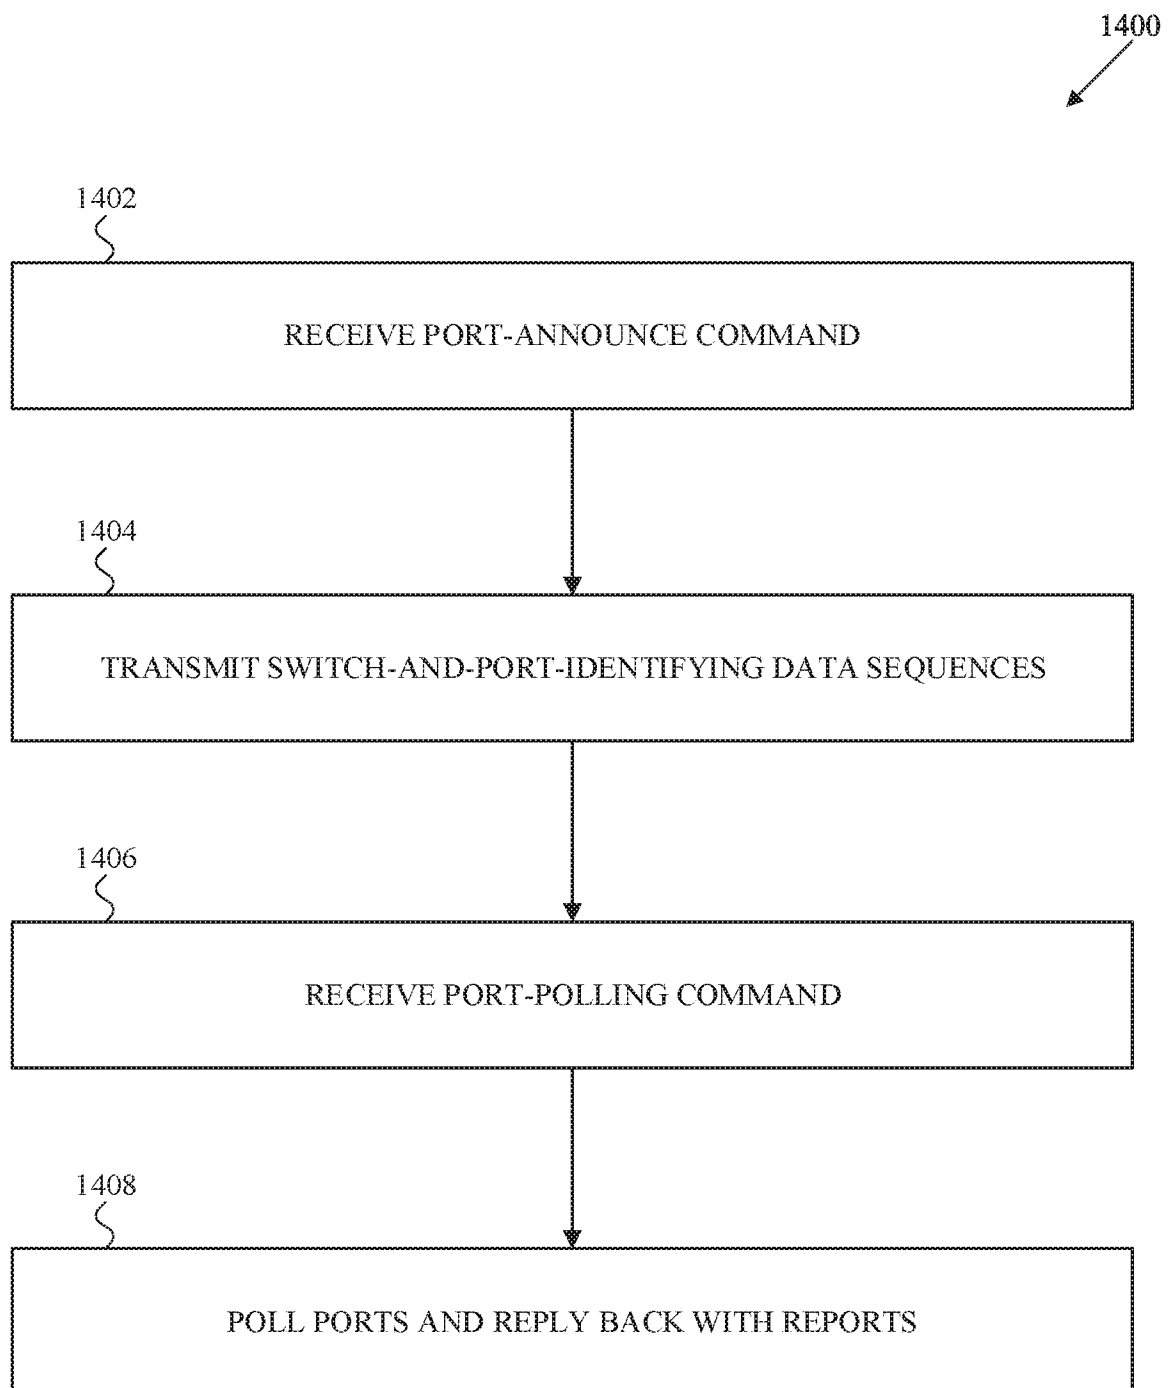 1400
1402
RECEIVE PORT-ANNOUNCE COMMAND
1404
TRANSMIT SWITCH-AND-PORT-IDENTIFYING DATA SEQUENCES
1406
RECEIVE PORT-POLLING COMMAND
1408
POLL PORTS AND REPLY BACK WITH REPORTS